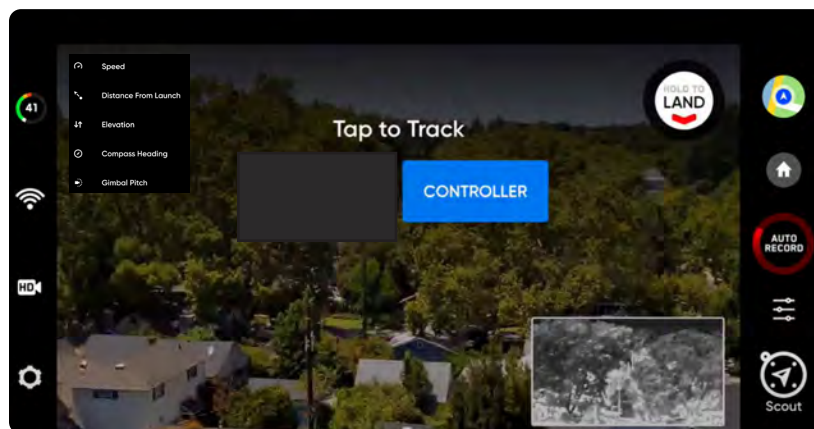 41
Speed
Distance From Launch
Elevation
Compass Heading
Gimbal Pitch
HOLD TO
LAND
Tap to Track
CONTROLLER
AUTO
RECORD
HD
Scout